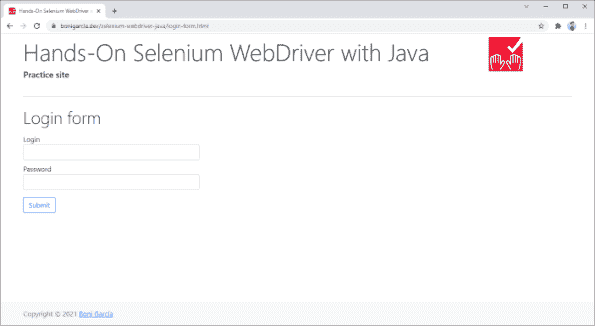 Hands-On Selenium WebDriver
bonigarcia.dev/selenium-webdriver-java/login-form.html
Hands-On Selenium WebDriver with Java
Practice site
Login form
Login
Password
Submit
Copyright © 2021 Boni García